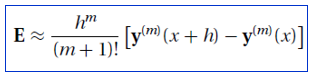 E ≈ h^m / (m + 1)! [y^(m)(x + h) − y^(m)(x)]